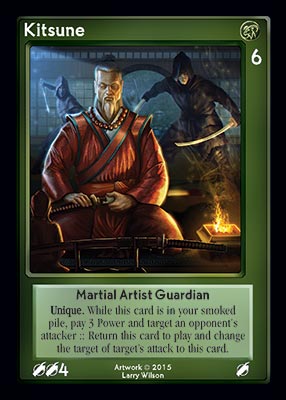 Kitsune
6
Martial Artist Guardian
Unique. While this card is in your smoked
pile, pay 3 Power and target an opponent's
attacker :: Return this card to play and change
the target of target's attack to this card.
4
Artwork © 2015
Larry Wilson